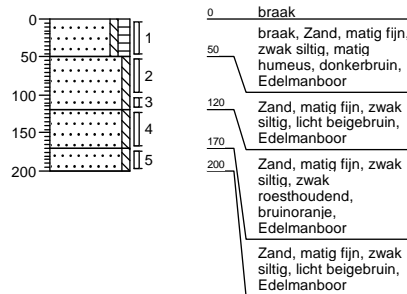 0
50
100
150
200
1
2
3
4
5
0 braak
braak, Zand, matig fijn,
zwak siltig, matig
humeus, donkerbruin,
Edelmanboor
50
Zand, matig fijn, zwak
siltig, licht beigebruin,
Edelmanboor
120
Zand, matig fijn, zwak
siltig, zwak
roesthoudend,
bruinoranje,
Edelmanboor
170
Zand, matig fijn, zwak
siltig, licht beigebruin,
Edelmanboor
200